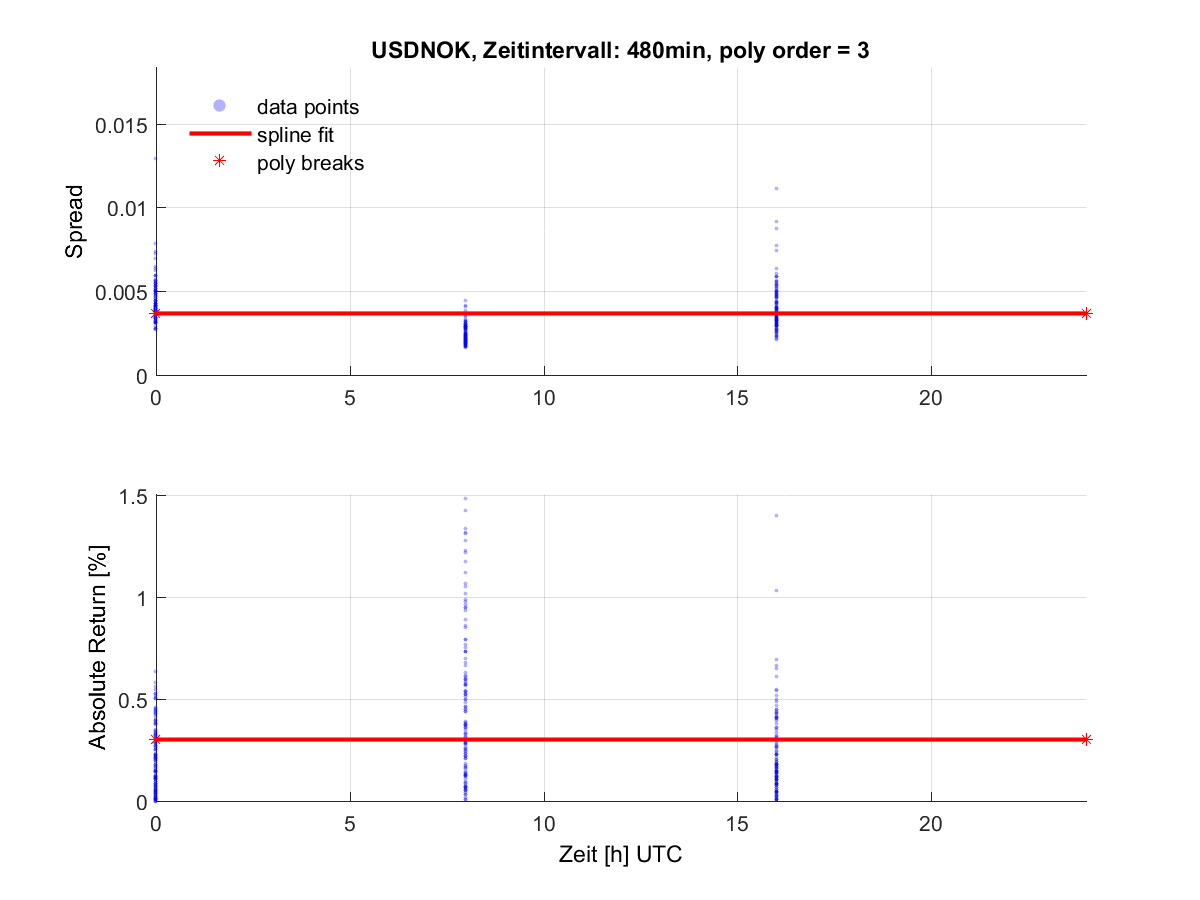 USDNOK, Zeitintervall: 480min, poly order = 3
data points
spline fit
poly breaks
Spread
0.015
0.01
0.005
0
0 5 10 15 20
Absolute Return [%]
1.5
1
0.5
0
0 5 10 15 20
Zeit [h] UTC